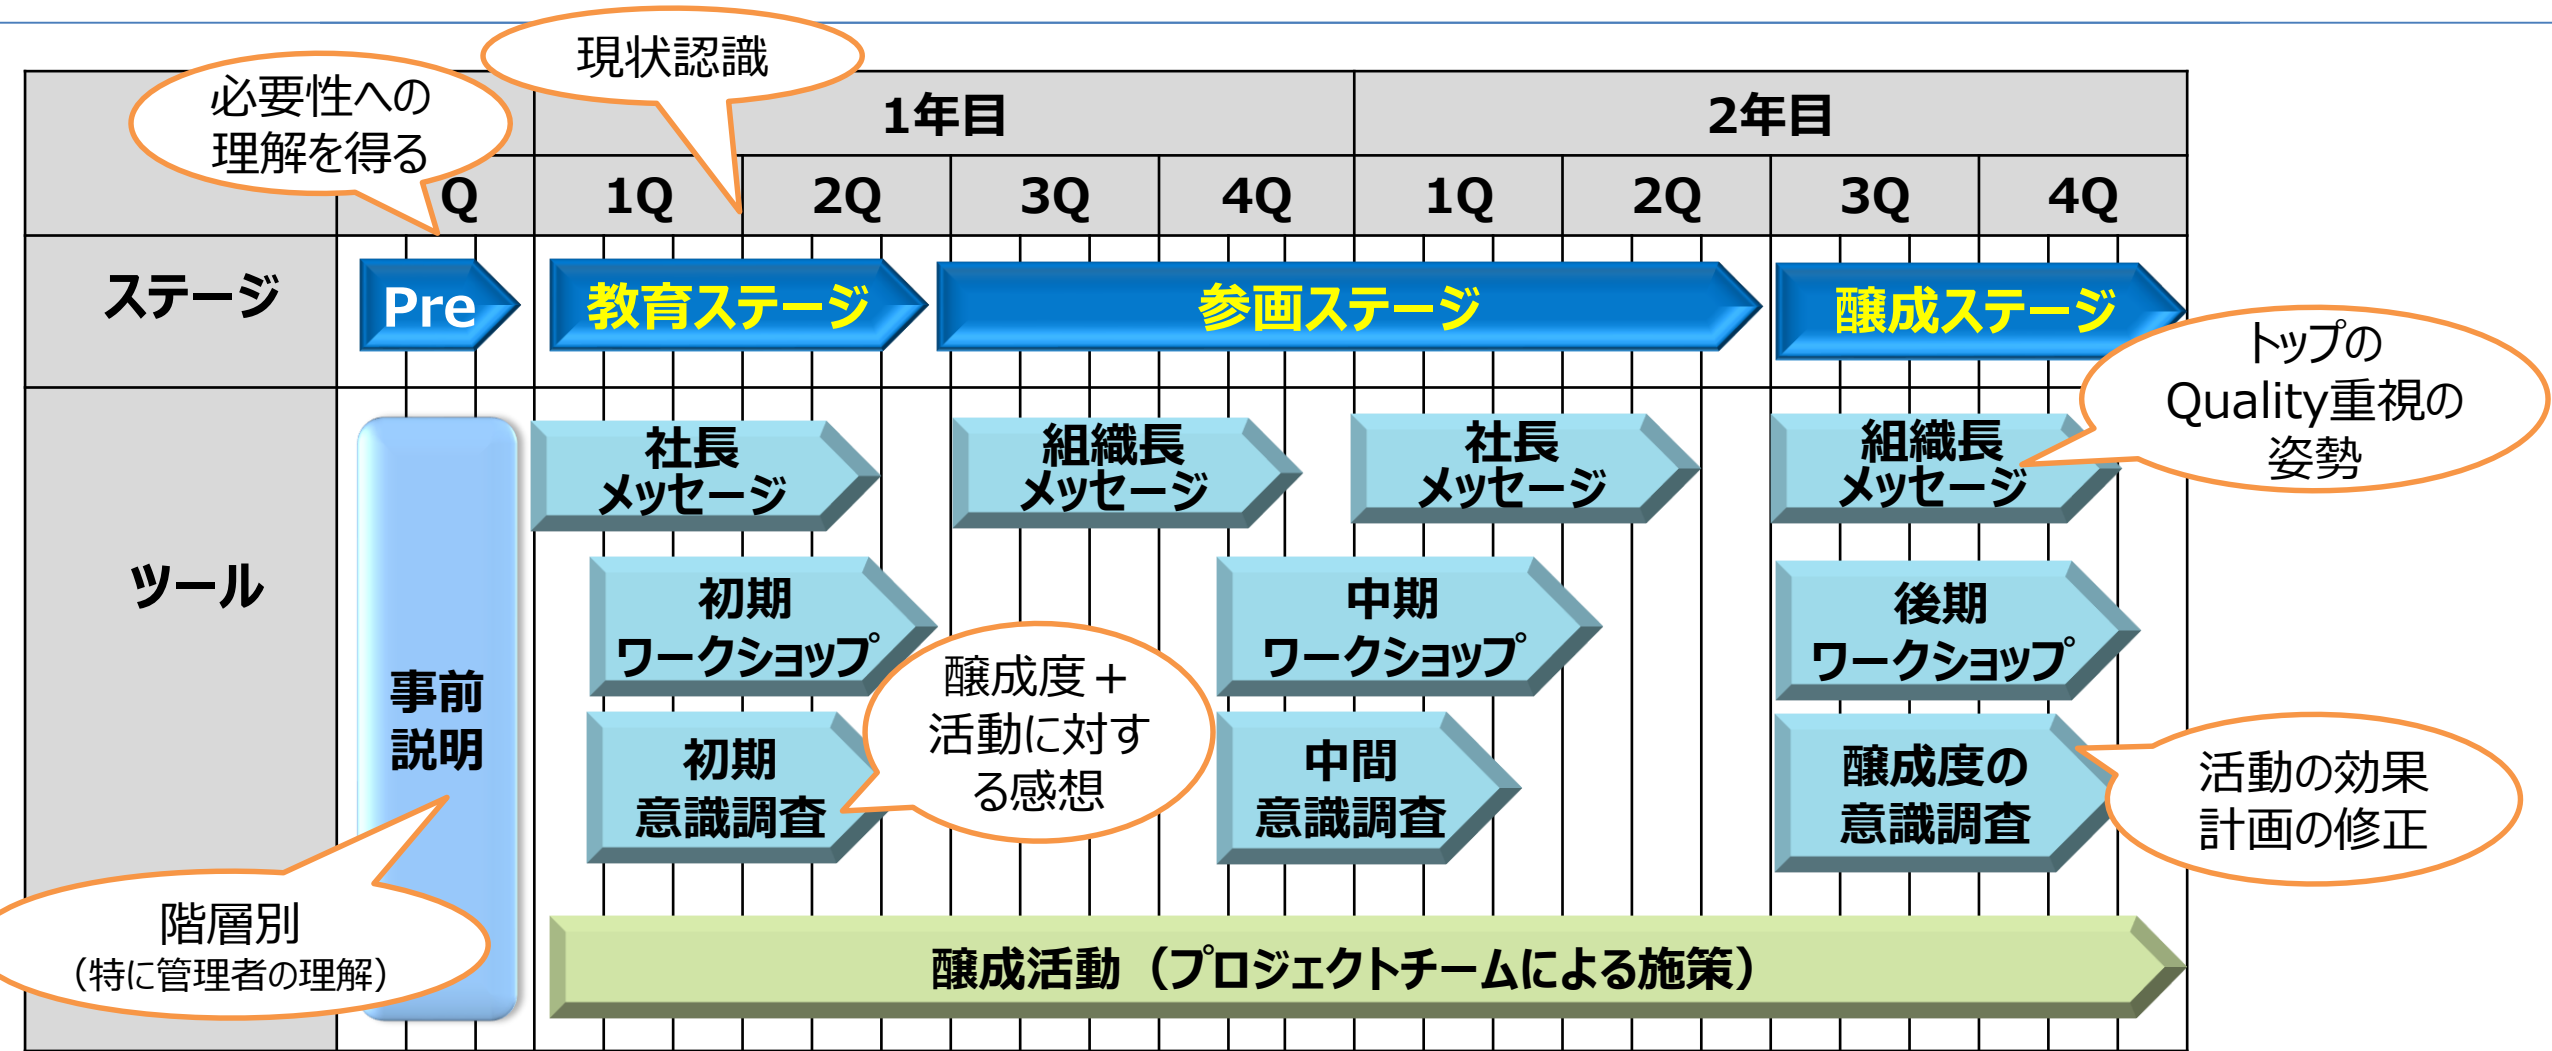 現状認識
必要性への
理解を得る
1年目
2年目
Q
1Q
2Q
3Q
4Q
1Q
2Q
3Q
4Q
ステージ
Pre
教育ステージ
参画ステージ
醸成ステージ
トップの
Quality重視の
姿勢
ツール
事前
説明
社長
メッセージ
組織長
メッセージ
社長
メッセージ
組織長
メッセージ
初期
ワークショップ
中期
ワークショップ
後期
ワークショップ
醸成度+
活動に対す
る感想
初期
意識調査
中間
意識調査
醸成度の
意識調査
活動の効果
計画の修正
階層別
(特に管理者の理解)
醸成活動(プロジェクトチームによる施策)